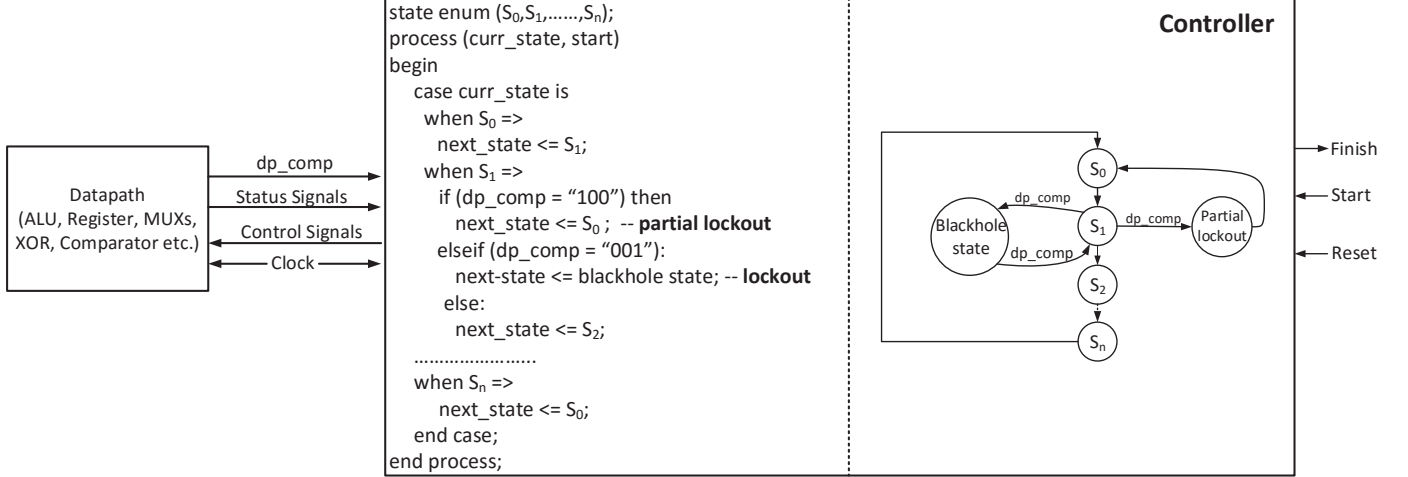 Datapath
(ALU, Register, MUXs,
XOR, Comparator etc.)
dp_comp
Status Signals
Control Signals
Clock
state enum (S₀,S₁,......,Sₙ);
process (curr_state, start)
begin
case curr_state is
when S₀ =>
next_state <= S₁;
when S₁ =>
if (dp_comp = “100”) then
next_state <= S₀ ; -- partial lockout
elseif (dp_comp = “001”):
next-state <= blackhole state; -- lockout
else:
next_state <= S₂;
.......................
when Sₙ =>
next_state <= S₀;
end case;
end process;
Controller
S₀
dp_comp
Blackhole
state
S₁
dp_comp
Partial
lockout
dp_comp
S₂
Sₙ
Finish
Start
Reset